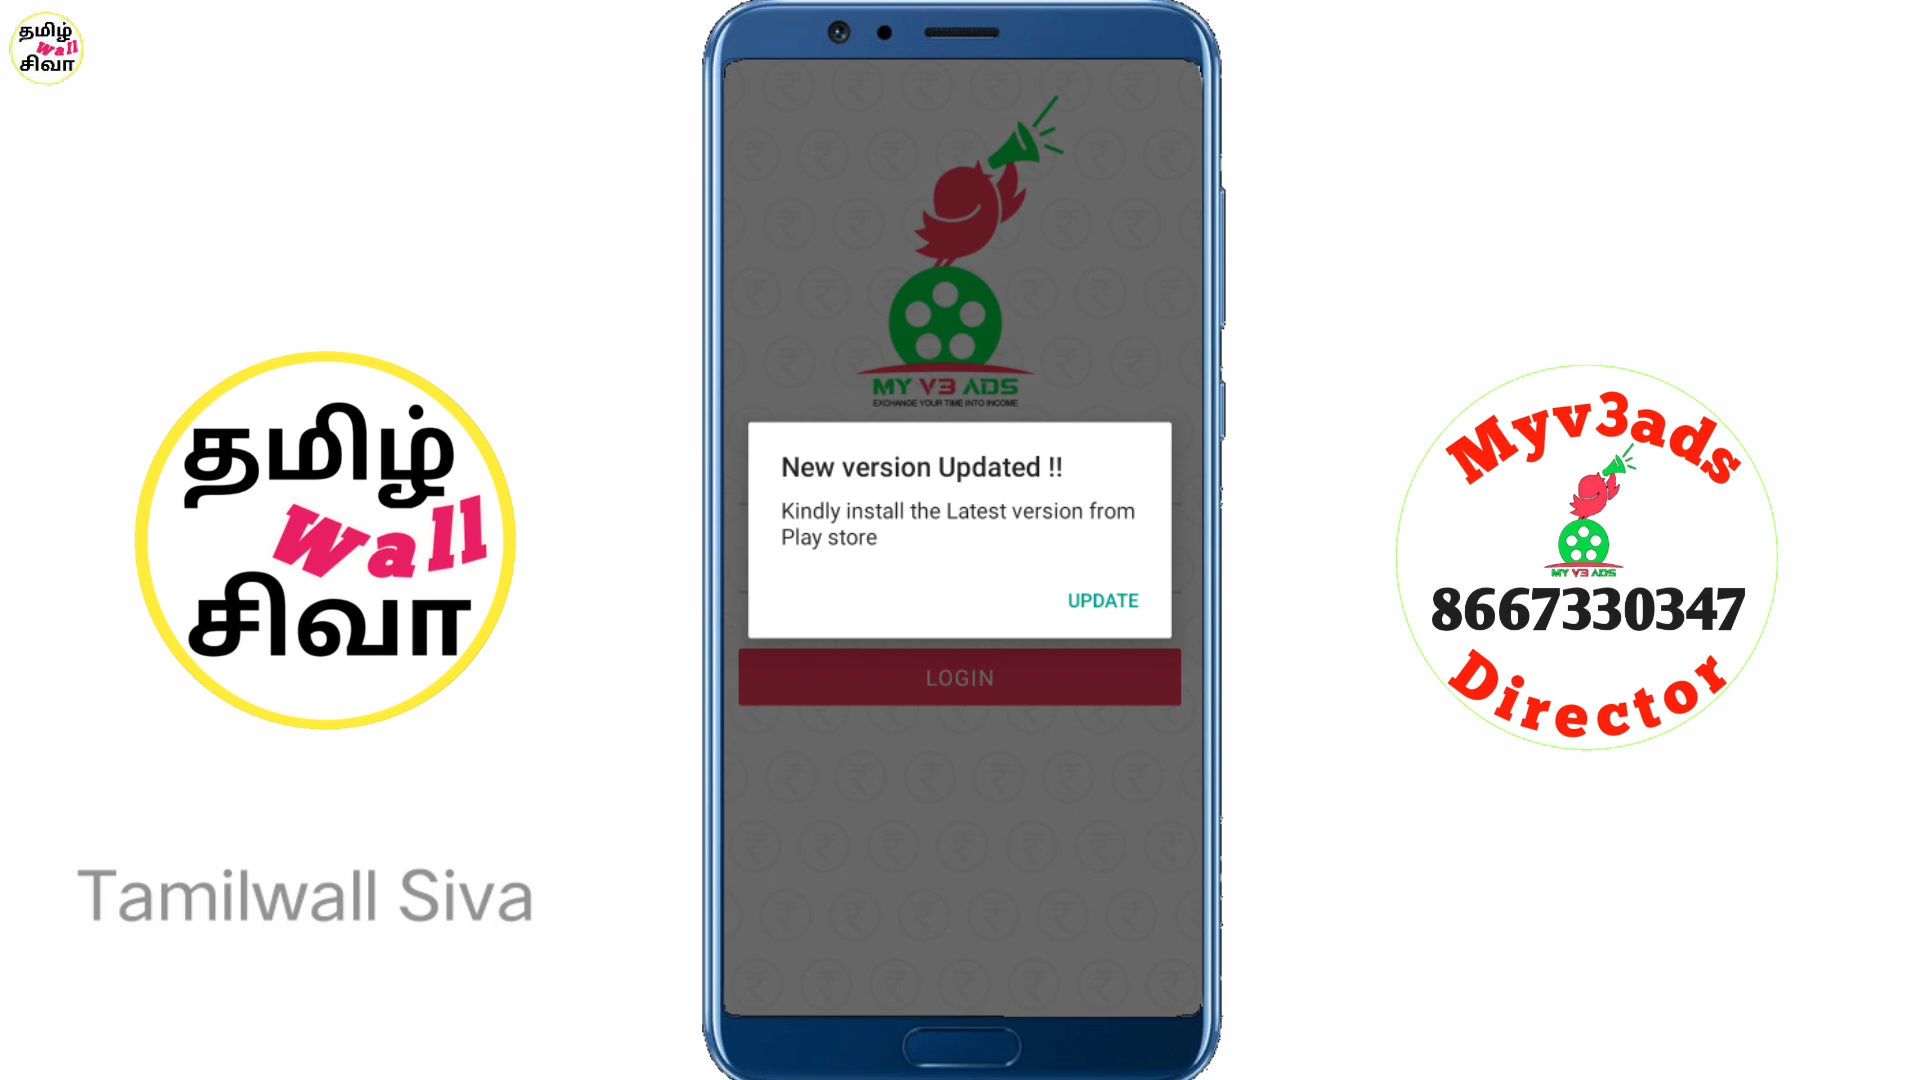 தமிழ்
Wall
சிவா
MY V3 ADS
EXCHANGE YOUR TIME INTO INCOME
New version Updated !!
Kindly install the Latest version from
Play store
UPDATE
LOGIN
தமிழ்
Wall
சிவா
Tamilwall Siva
Myv3ads
MY V3 ADS
8667330347
Director